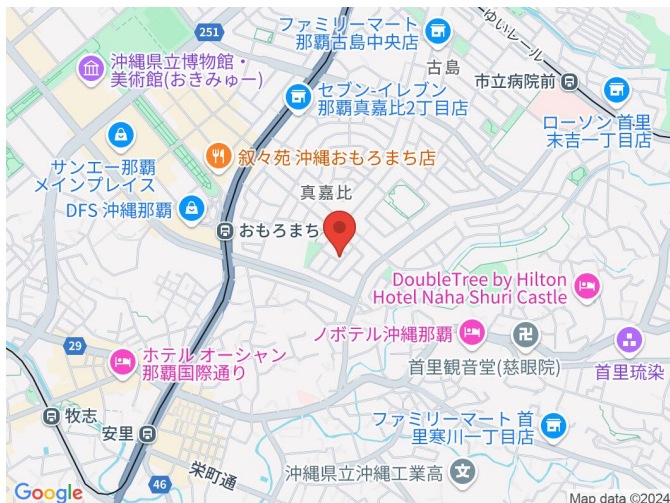 251
ファミリーマート
那覇古島中央店
ゆいレール
沖縄県立博物館・
美術館(おきみゅー)
古島
市立病院前
セブン-イレブン
那覇真嘉比2丁目店
ローソン 首里
末吉一丁目店
サンエー那覇
メインプレイス
叙々苑 沖縄おもろまち店
真嘉比
DFS 沖縄那覇
おもろまち
DoubleTree by Hilton
Hotel Naha Shuri Castle
ノボテル沖縄那覇
29
ホテル オーシャン
那覇国際通り
首里観音堂(慈眼院)
首里琉染
牧志
安里
ファミリーマート 首
里寒川一丁目店
栄町通
46
沖縄県立沖縄工業高
Google
Map data ©2024